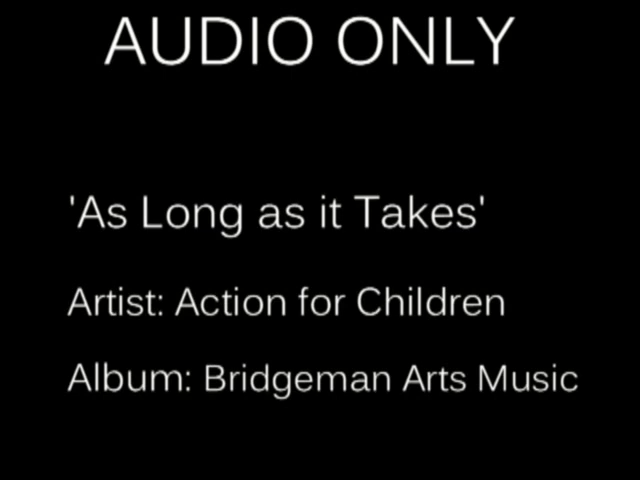 AUDIO ONLY
'As Long as it Takes'
Artist: Action for Children
Album: Bridgeman Arts Music